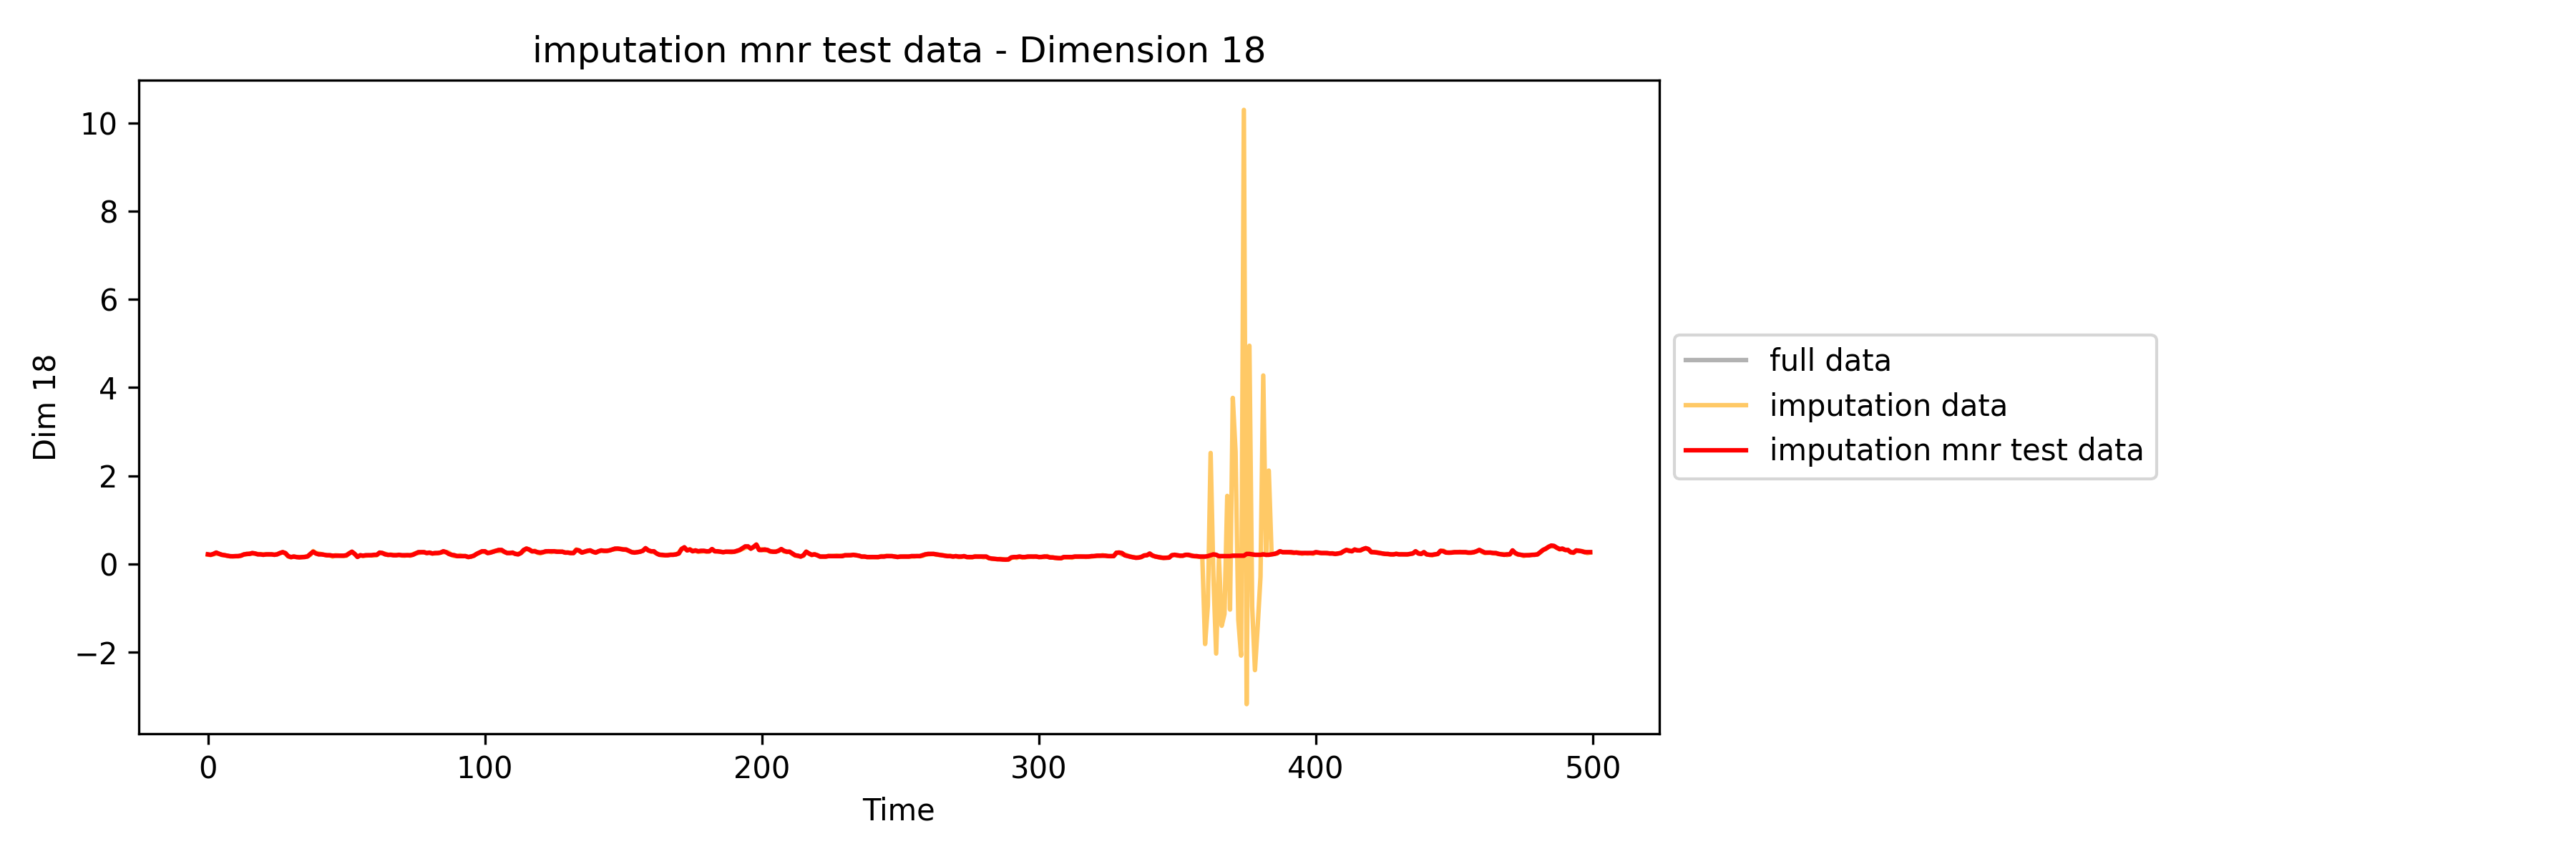 imputation mnr test data - Dimension 18
10
8
6
4
2
0
−2
Dim 18
0 100 200 300 400 500
Time
full data
imputation data
imputation mnr test data